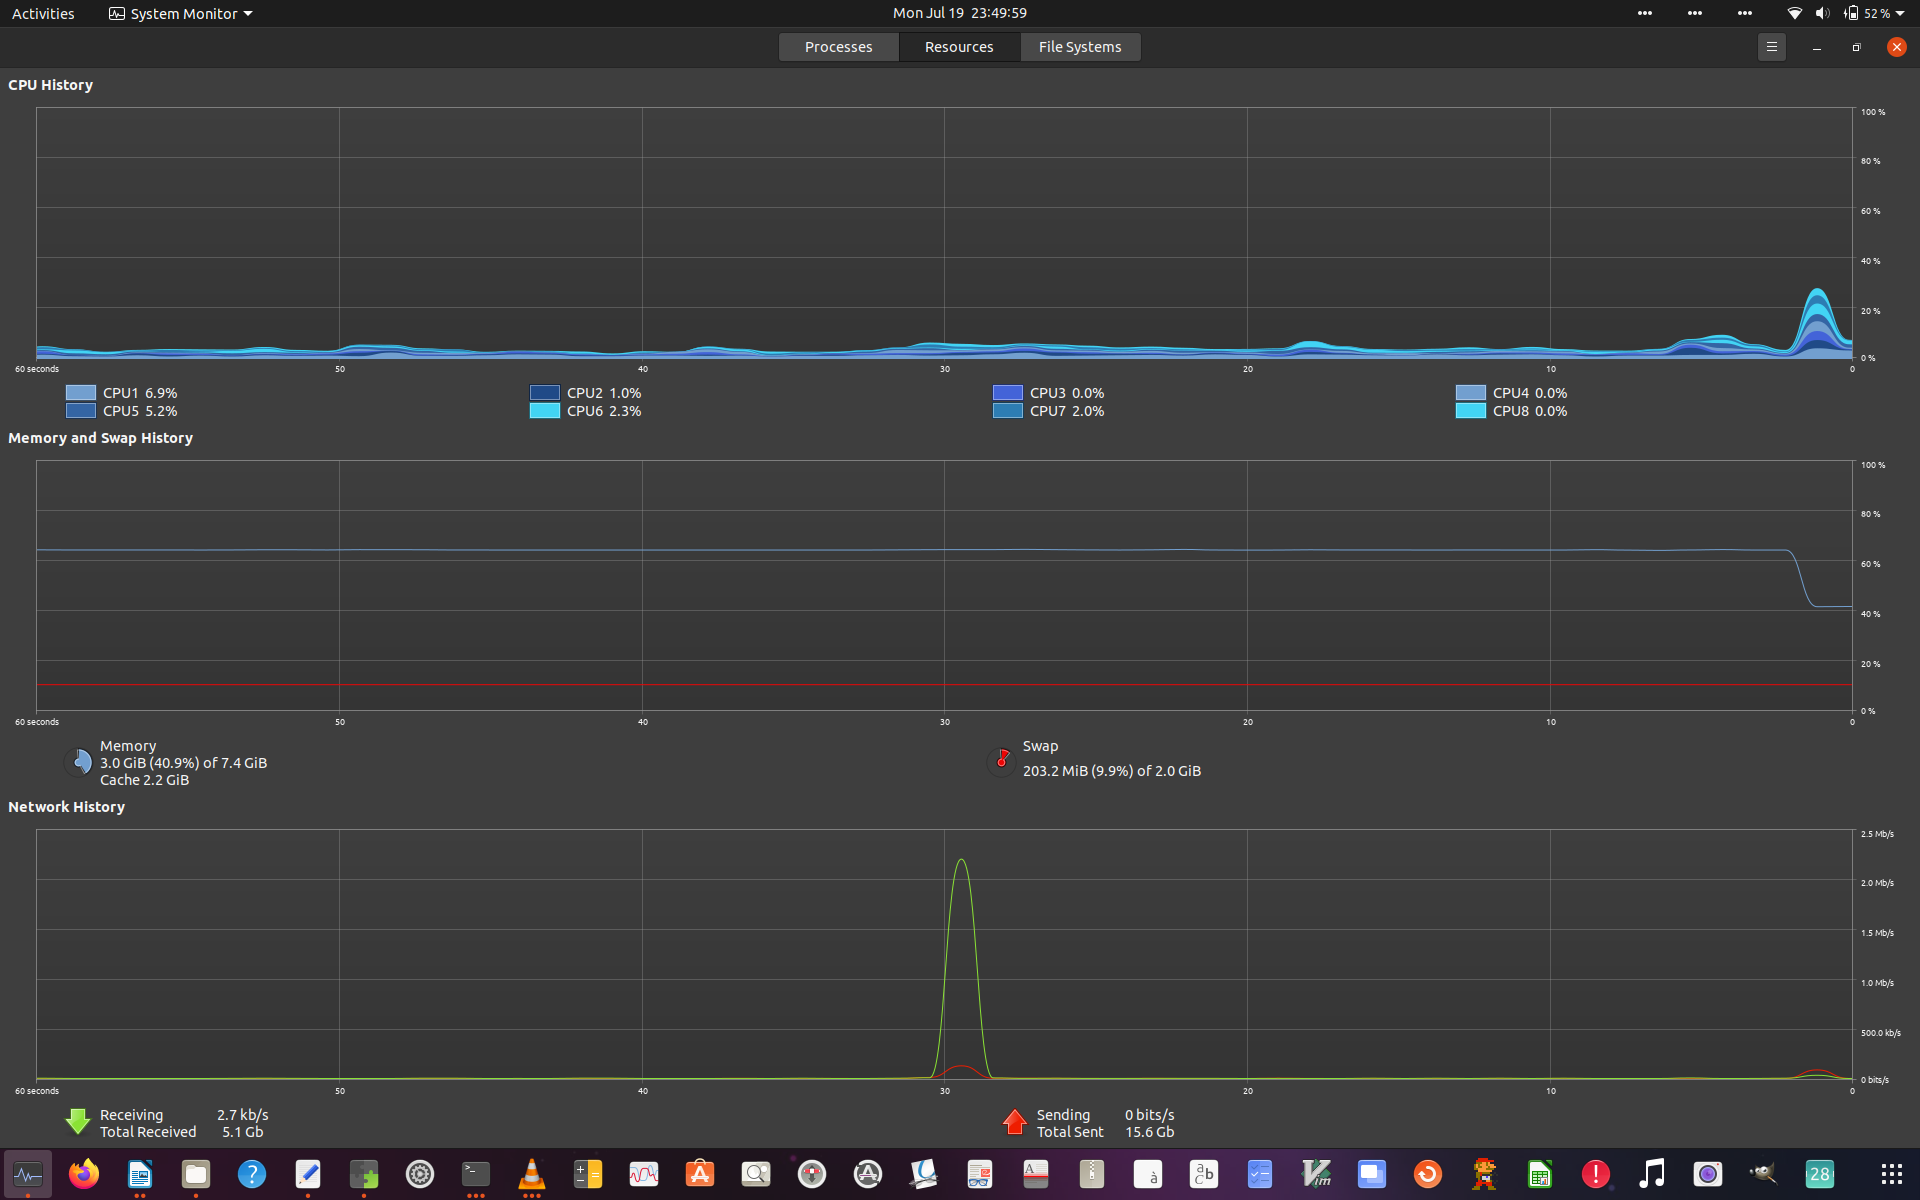 Activities System Monitor Mon Jul 19 23:49:59 52 %
Processes Resources File Systems
CPU History
100 %
80 %
60 %
40 %
20 %
0 %
60 seconds 50 40 30 20 10 0
CPU1 6.9% CPU2 1.0% CPU3 0.0% CPU4 0.0%
CPU5 5.2% CPU6 2.3% CPU7 2.0% CPU8 0.0%
Memory and Swap History
100 %
80 %
60 %
40 %
20 %
0 %
60 seconds 50 40 30 20 10 0
Memory
3.0 GiB (40.9%) of 7.4 GiB
Cache 2.2 GiB
Swap
203.2 MiB (9.9%) of 2.0 GiB
Network History
2.5 Mb/s
2.0 Mb/s
1.5 Mb/s
1.0 Mb/s
500.0 kb/s
0 bits/s
60 seconds 50 40 30 20 10 0
Receiving 2.7 kb/s
Total Received 5.1 Gb
Sending 0 bits/s
Total Sent 15.6 Gb
? >_ A A à a b c Vim ! 28